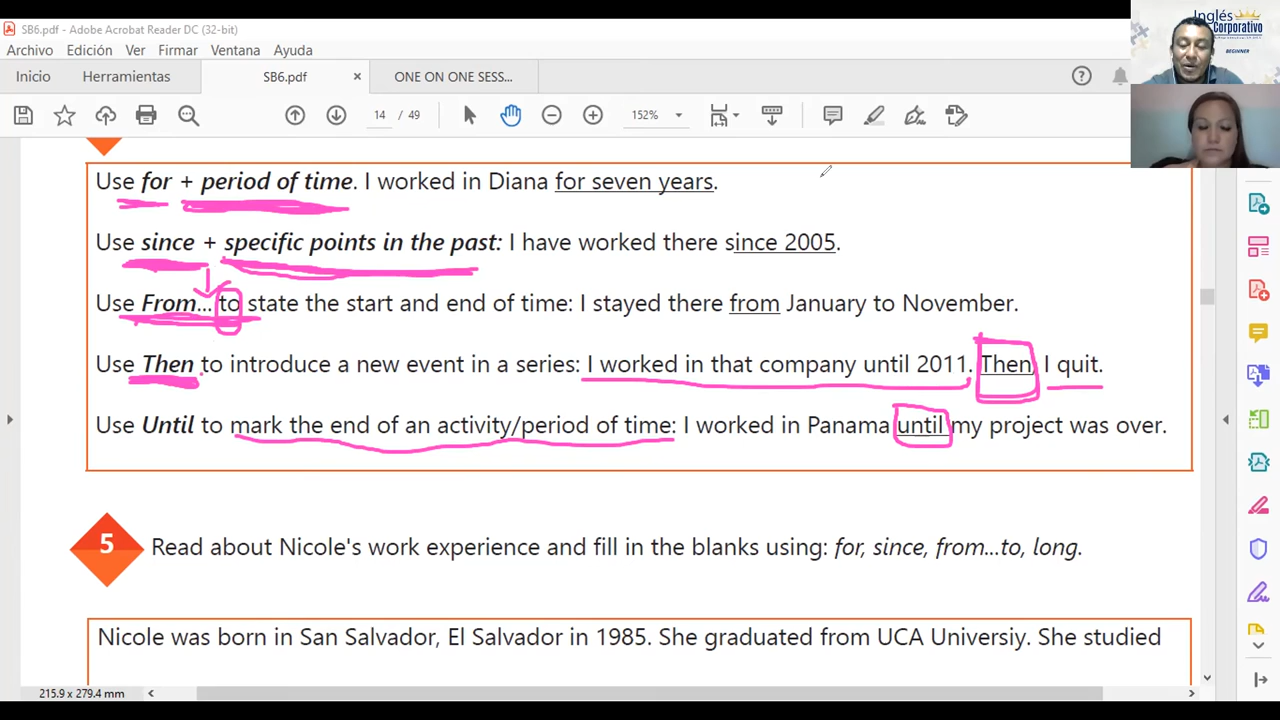 SB6.pdf - Adobe Acrobat Reader DC (32-bit)
Archivo Edición Ver Firmar Ventana Ayuda
Inicio Herramientas SB6.pdf × ONE ON ONE SESS...
14 / 49 152%
Inglés
Corporativo
BEGINNER
Use for + period of time. I worked in Diana for seven years.
Use since + specific points in the past: I have worked there since 2005.
Use From... to state the start and end of time: I stayed there from January to November.
Use Then to introduce a new event in a series: I worked in that company until 2011. Then, I quit.
Use Until to mark the end of an activity/period of time: I worked in Panama until my project was over.
5 Read about Nicole's work experience and fill in the blanks using: for, since, from...to, long.
Nicole was born in San Salvador, El Salvador in 1985. She graduated from UCA Universiy. She studied
215.9 x 279.4 mm